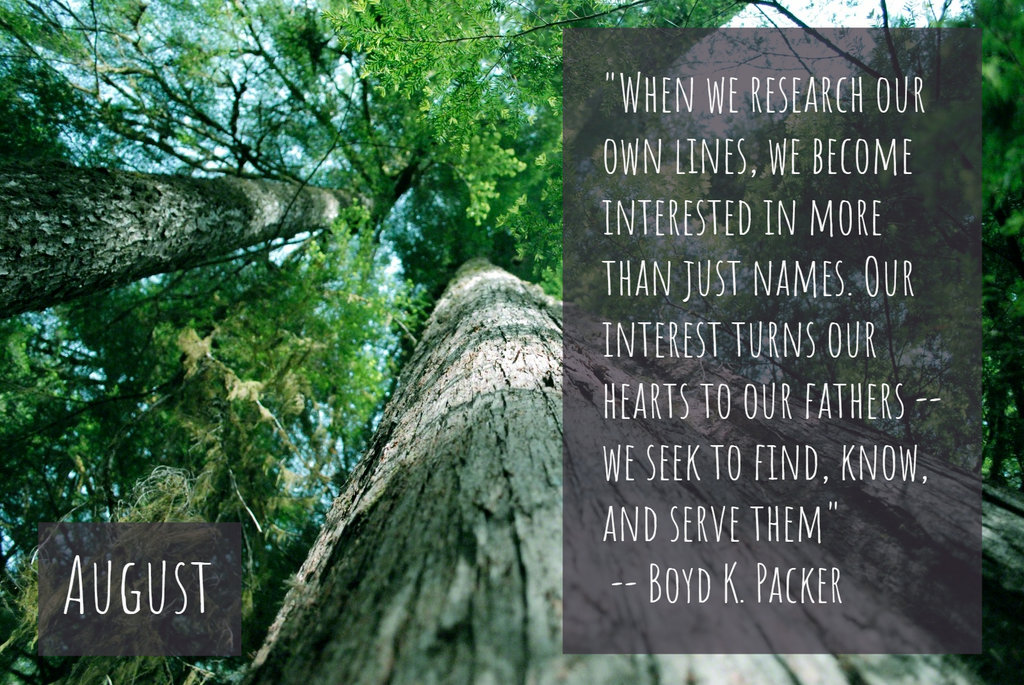 "When we research our
own lines, we become
interested in more
than just names. Our
interest turns our
hearts to our fathers --
we seek to find, know,
and serve them"
-- Boyd K. Packer
August